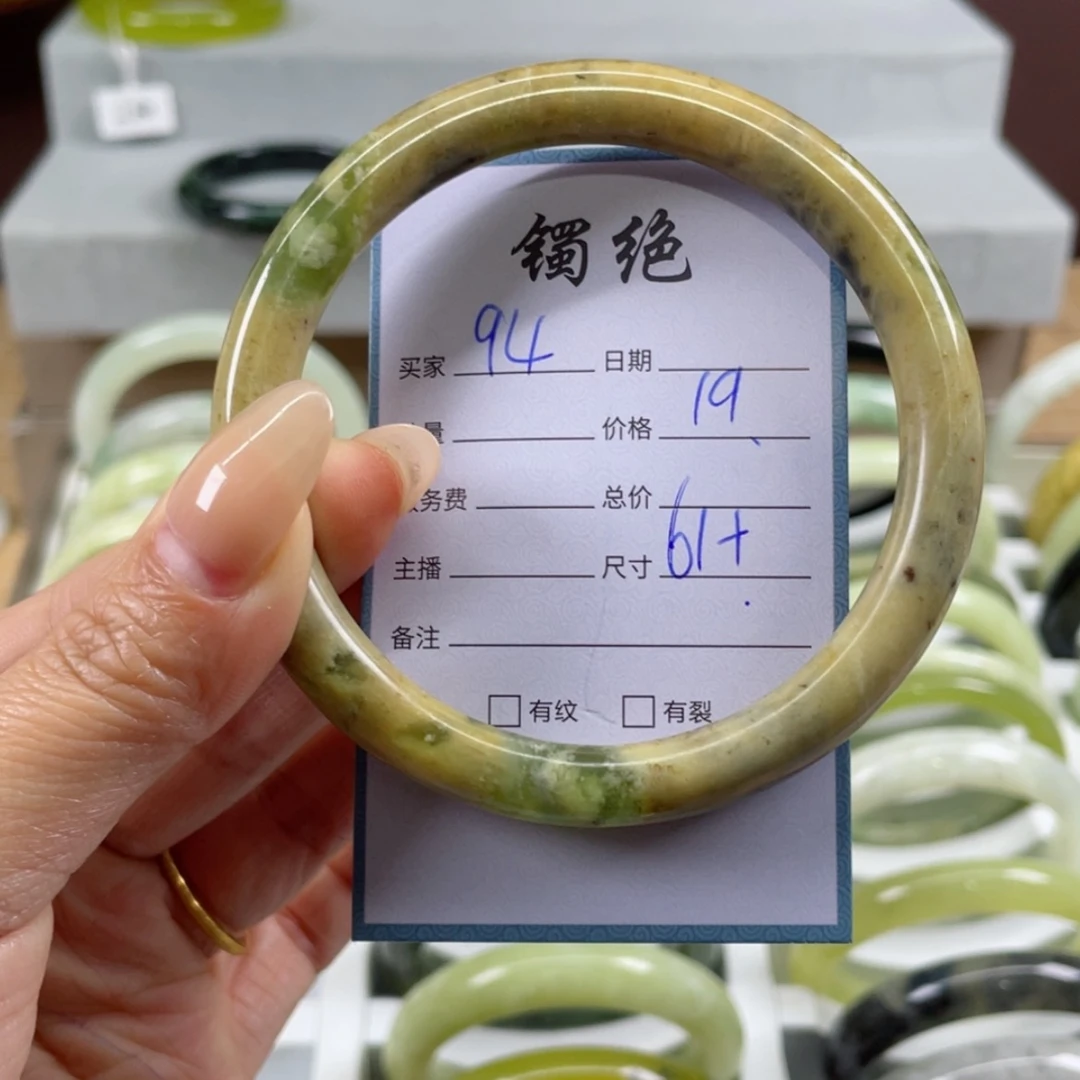 镯绝
买家 94 日期
量 价格 19
务费 总价
主播 尺寸 61+
备注
有纹 有裂